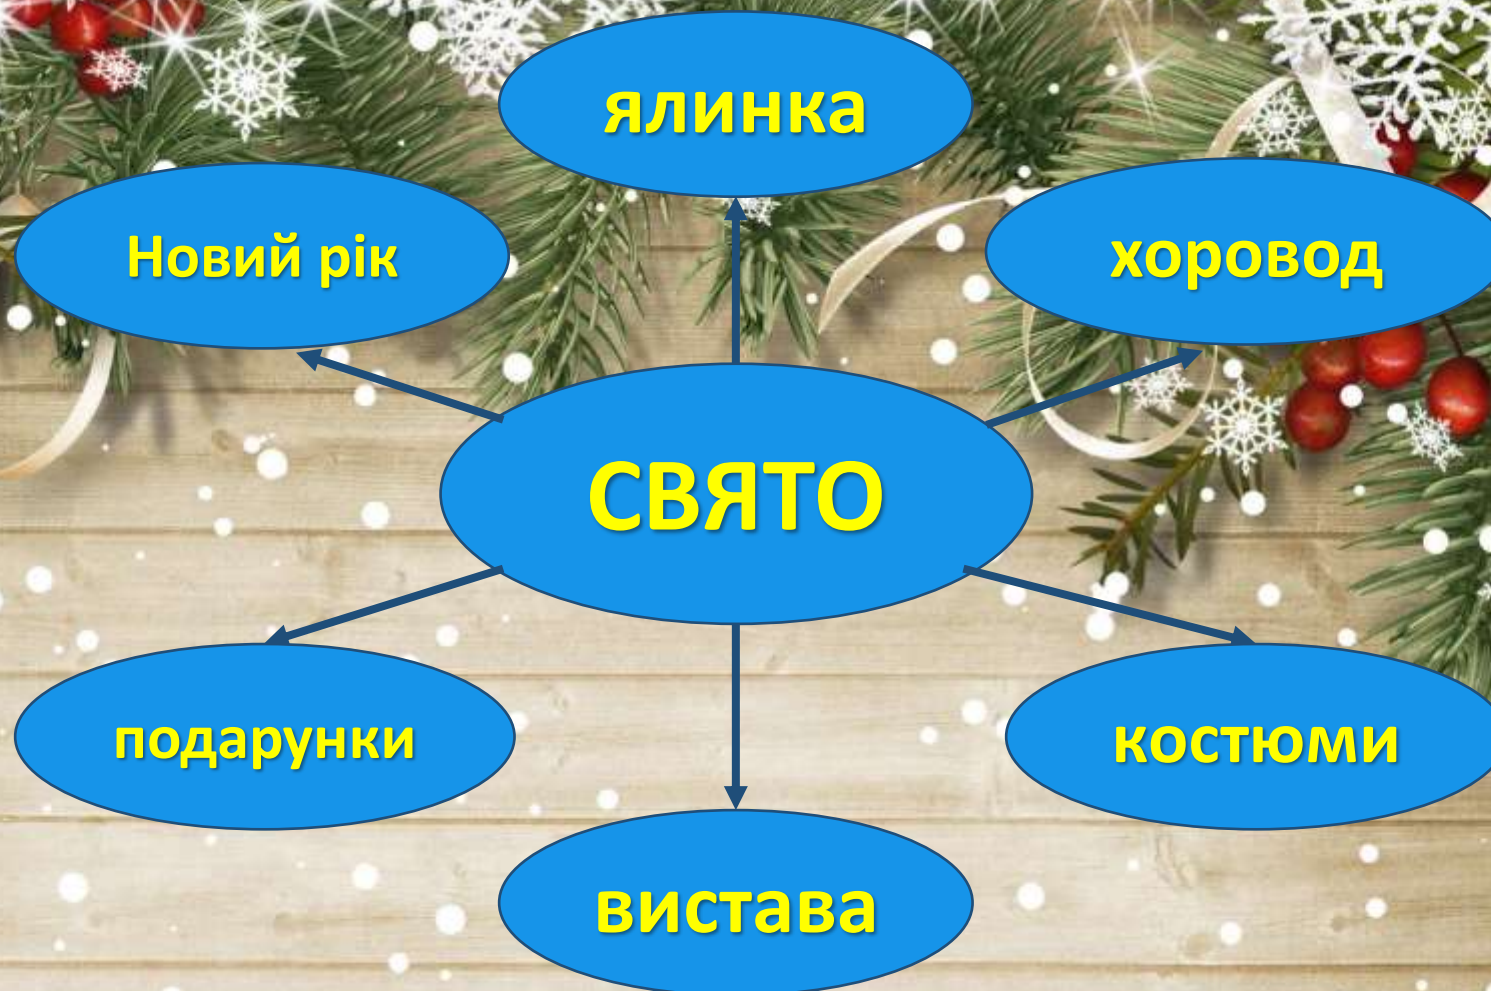 ялинка
Новий рік
хоровод
СВЯТО
подарунки
костюми
вистава